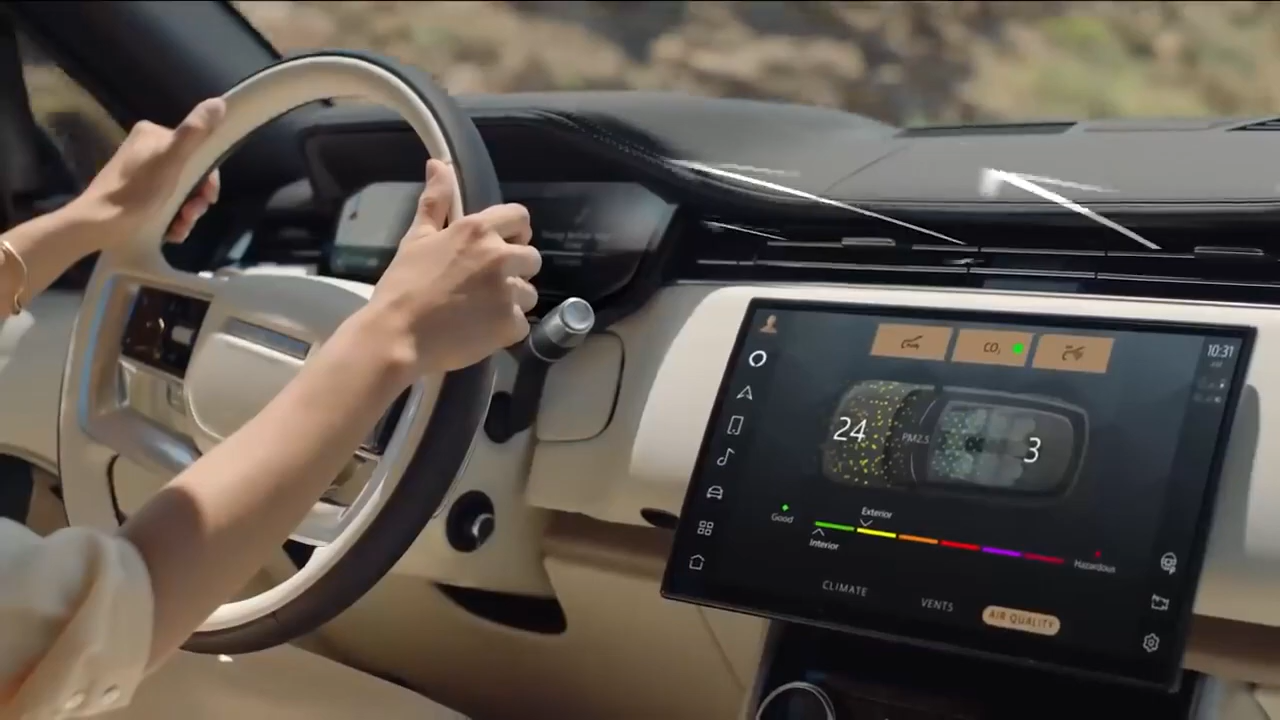 10:31
CO₂
24
PM2.5
3
Exterior
Good
Interior
Hazardous
CLIMATE
VENTS
AIR QUALITY